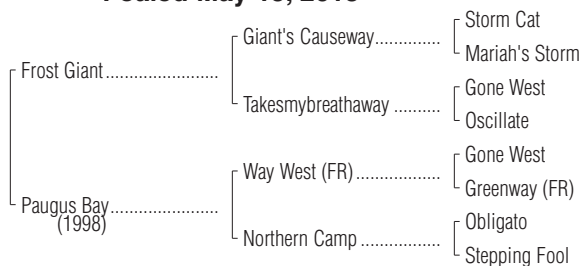 Foaled May
Storm Cat
Giant's Causeway..............
Mariah's Storm
Frost Giant........................
Gone West
Takesmybreathaway ..........
Oscillate
Gone West
Way West (FR)..................
Greenway (FR)
Paugus Bay.......................
(1998)
Obligato
Northern Camp .................
Stepping Fool